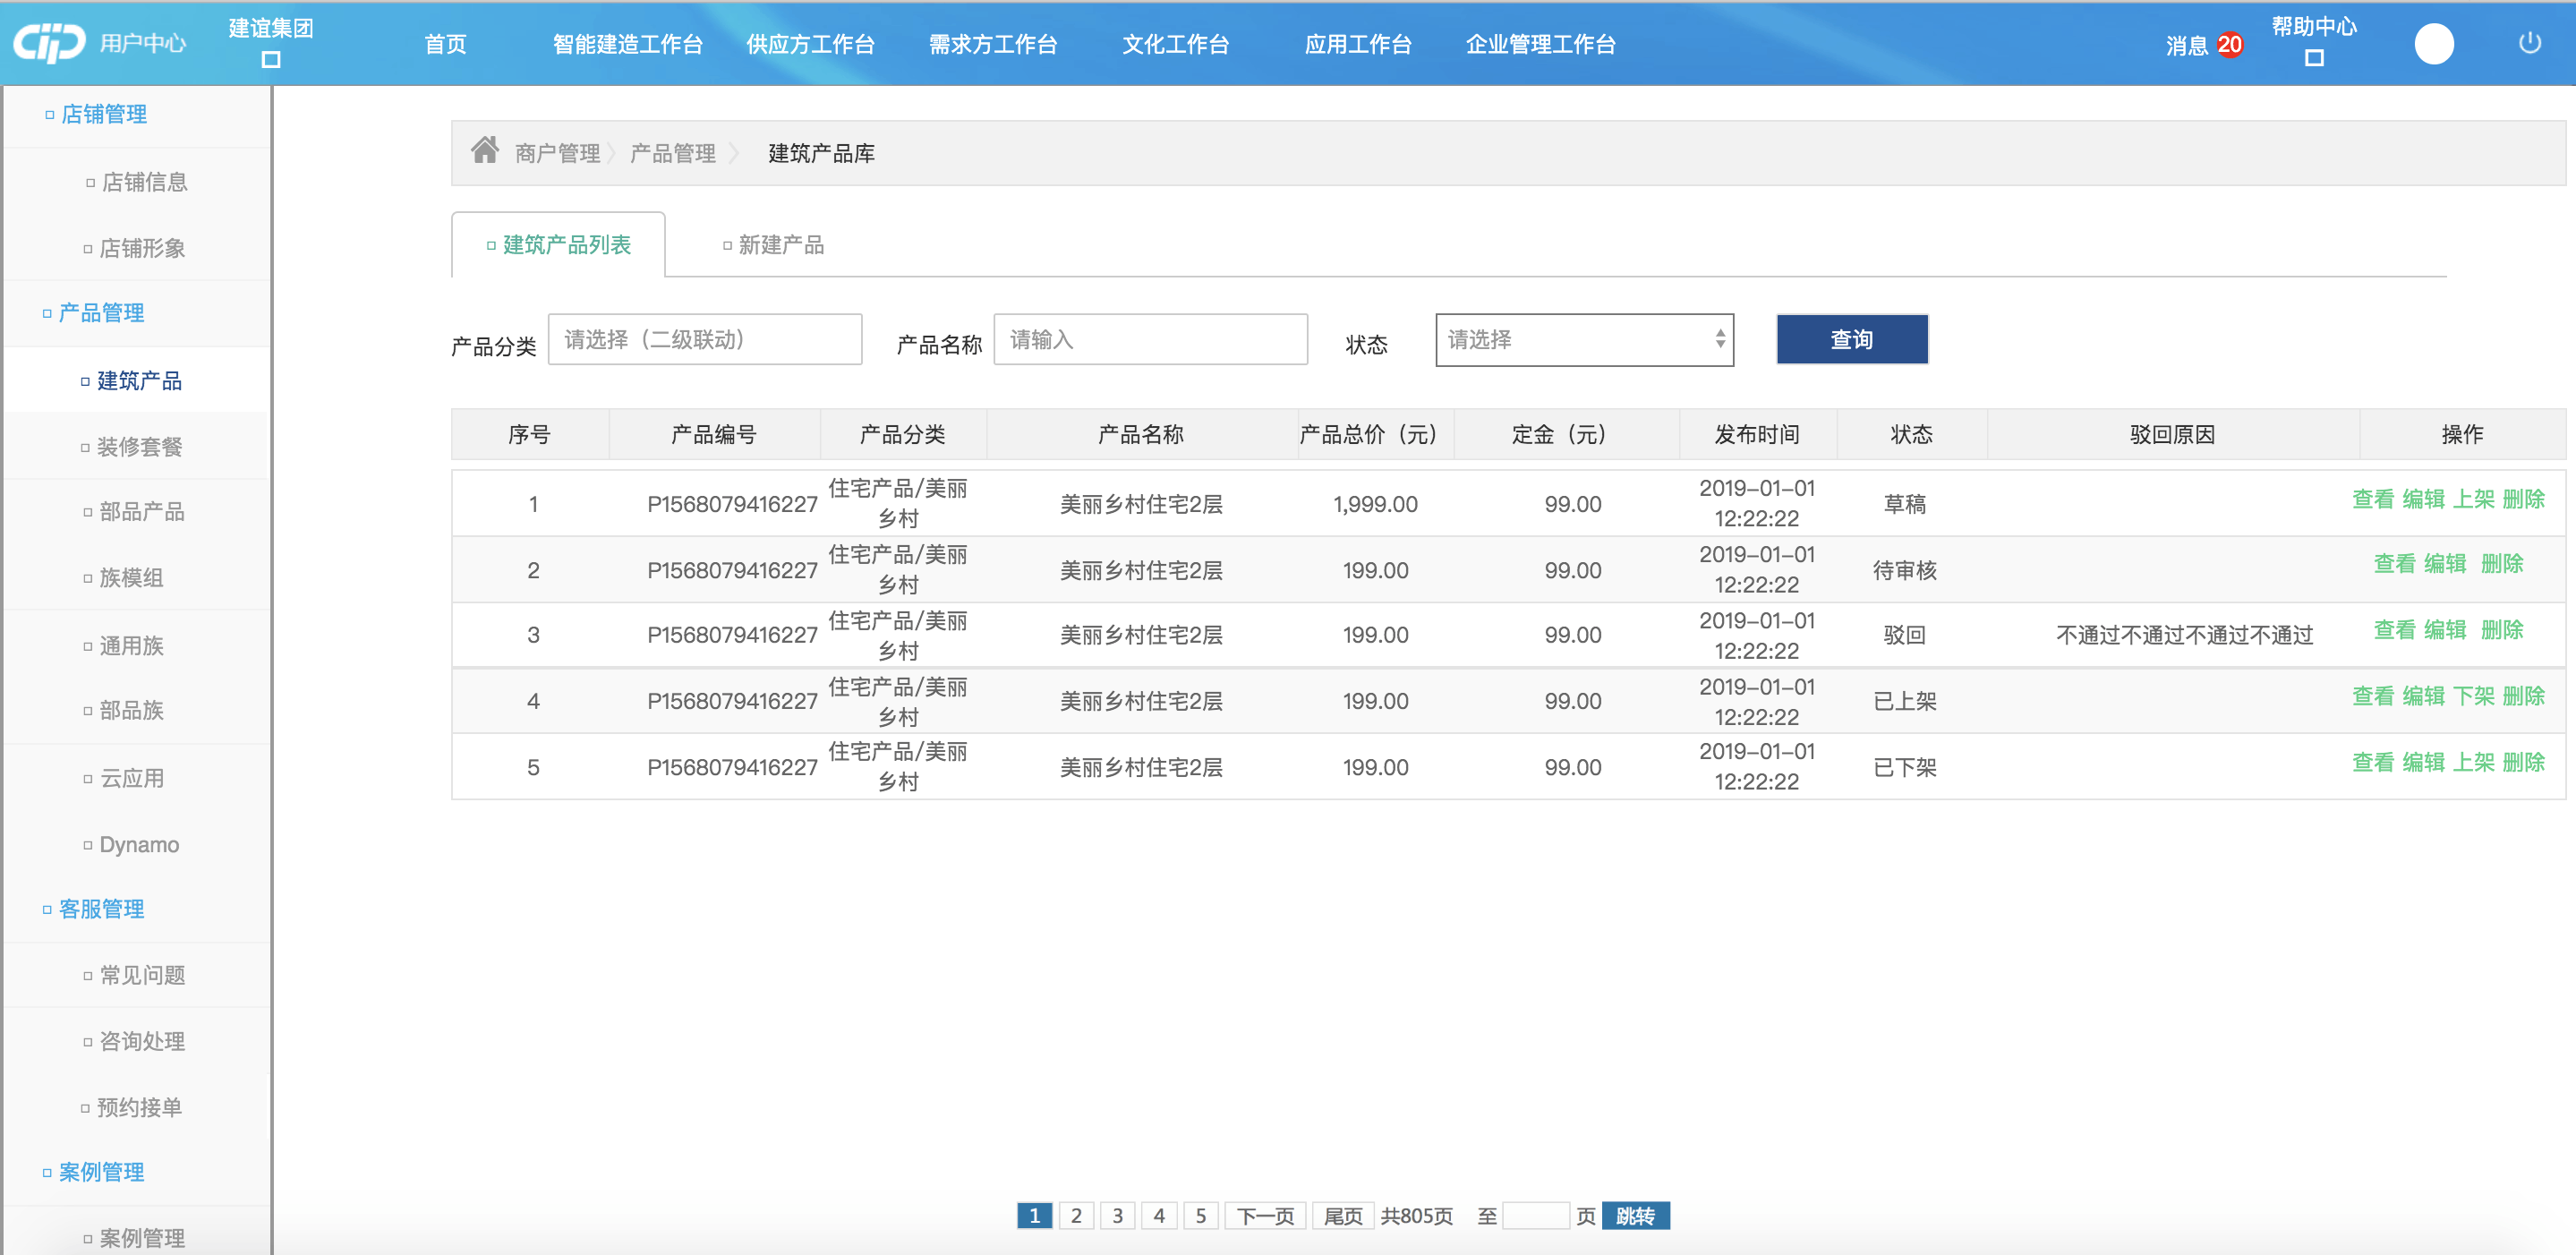 CIIP 用户中心
建谊集团
首页
智能建造工作台
供应方工作台
需求方工作台
文化工作台
应用工作台
企业管理工作台
消息 20
帮助中心
店铺管理
店铺信息
店铺形象
产品管理
建筑产品
装修套餐
部品产品
族模组
通用族
部品族
云应用
Dynamo
客服管理
常见问题
咨询处理
预约接单
案例管理
案例管理
商户管理 产品管理 建筑产品库
建筑产品列表 新建产品
产品分类 请选择（二级联动） 产品名称 请输入 状态 请选择 查询
序号 产品编号 产品分类 产品名称 产品总价（元） 定金（元） 发布时间 状态 驳回原因 操作
1 P1568079416227 住宅产品/美丽乡村 美丽乡村住宅2层 1,999.00 99.00 2019-01-01 12:22:22 草稿 查看 编辑 上架 删除
2 P1568079416227 住宅产品/美丽乡村 美丽乡村住宅2层 199.00 99.00 2019-01-01 12:22:22 待审核 查看 编辑 删除
3 P1568079416227 住宅产品/美丽乡村 美丽乡村住宅2层 199.00 99.00 2019-01-01 12:22:22 驳回 不通过不通过不通过不通过 查看 编辑 删除
4 P1568079416227 住宅产品/美丽乡村 美丽乡村住宅2层 199.00 99.00 2019-01-01 12:22:22 已上架 查看 编辑 下架 删除
5 P1568079416227 住宅产品/美丽乡村 美丽乡村住宅2层 199.00 99.00 2019-01-01 12:22:22 已下架 查看 编辑 上架 删除
1 2 3 4 5 下一页 尾页 共805页 至 页 跳转